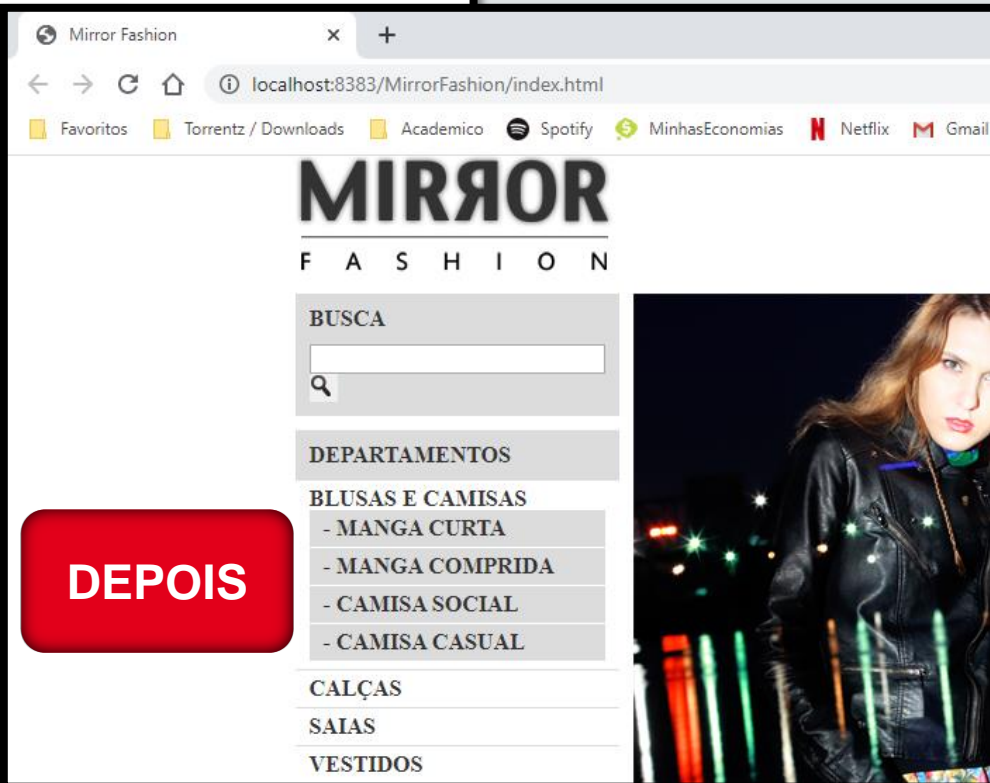 Mirror Fashion
localhost:8383/MirrorFashion/index.html
Favoritos Torrentz / Downloads Academico Spotify MinhasEconomias Netflix Gmail
MIRЯOR
FASHION
BUSCA
DEPARTAMENTOS
BLUSAS E CAMISAS
- MANGA CURTA
- MANGA COMPRIDA
- CAMISA SOCIAL
- CAMISA CASUAL
CALÇAS
SAIAS
VESTIDOS
DEPOIS